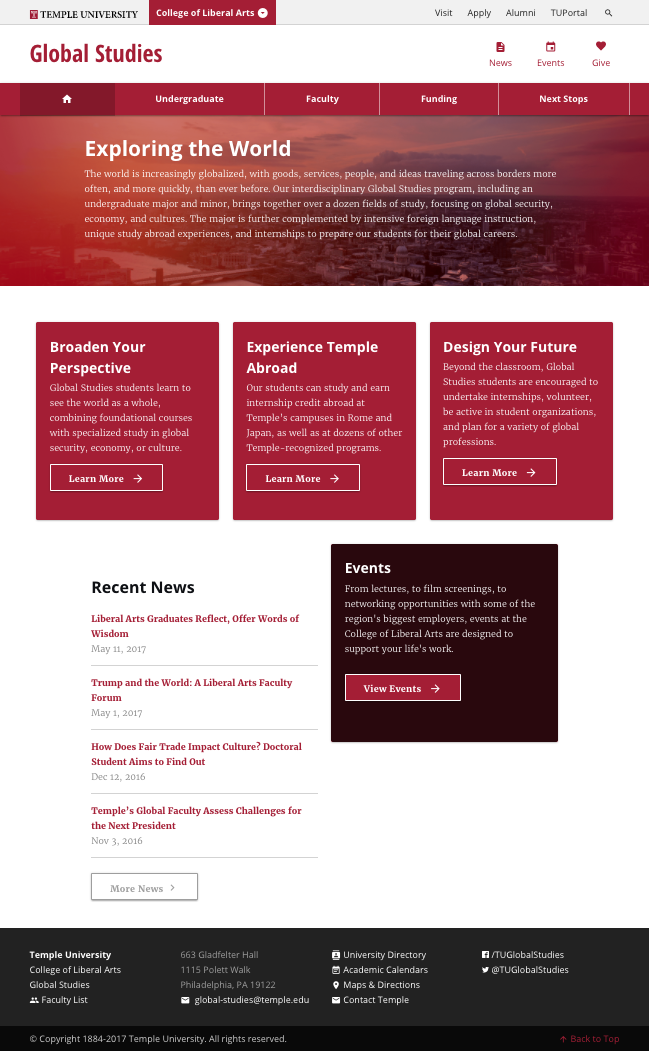 TEMPLE UNIVERSITY
College of Liberal Arts
Visit
Apply
Alumni
TUPortal
Global Studies
News
Events
Give
Undergraduate
Faculty
Funding
Next Stops
Exploring the World
The world is increasingly globalized, with goods, services, people, and ideas traveling across borders more
often, and more quickly, than ever before. Our interdisciplinary Global Studies program, including an
undergraduate major and minor, brings together over a dozen fields of study, focusing on global security,
economy, and cultures. The major is further complemented by intensive foreign language instruction,
unique study abroad experiences, and internships to prepare our students for their global careers.
Broaden Your
Perspective
Global Studies students learn to
see the world as a whole,
combining foundational courses
with specialized study in global
security, economy, or culture.
Learn More
Experience Temple
Abroad
Our students can study and earn
internship credit abroad at
Temple's campuses in Rome and
Japan, as well as at dozens of other
Temple-recognized programs.
Learn More
Design Your Future
Beyond the classroom, Global
Studies students are encouraged to
undertake internships, volunteer,
be active in student organizations,
and plan for a variety of global
professions.
Learn More
Recent News
Liberal Arts Graduates Reflect, Offer Words of
Wisdom
May 11, 2017
Trump and the World: A Liberal Arts Faculty
Forum
May 1, 2017
How Does Fair Trade Impact Culture? Doctoral
Student Aims to Find Out
Dec 12, 2016
Temple's Global Faculty Assess Challenges for
the Next President
Nov 3, 2016
More News
Events
From lectures, to film screenings, to
networking opportunities with some of the
region's biggest employers, events at the
College of Liberal Arts are designed to
support your life's work.
View Events
Temple University
College of Liberal Arts
Global Studies
Faculty List
663 Gladfelter Hall
1115 Polett Walk
Philadelphia, PA 19122
global-studies@temple.edu
University Directory
Academic Calendars
Maps & Directions
Contact Temple
/TUGlobalStudies
@TUGlobalStudies
© Copyright 1884-2017 Temple University. All rights reserved.
Back to Top